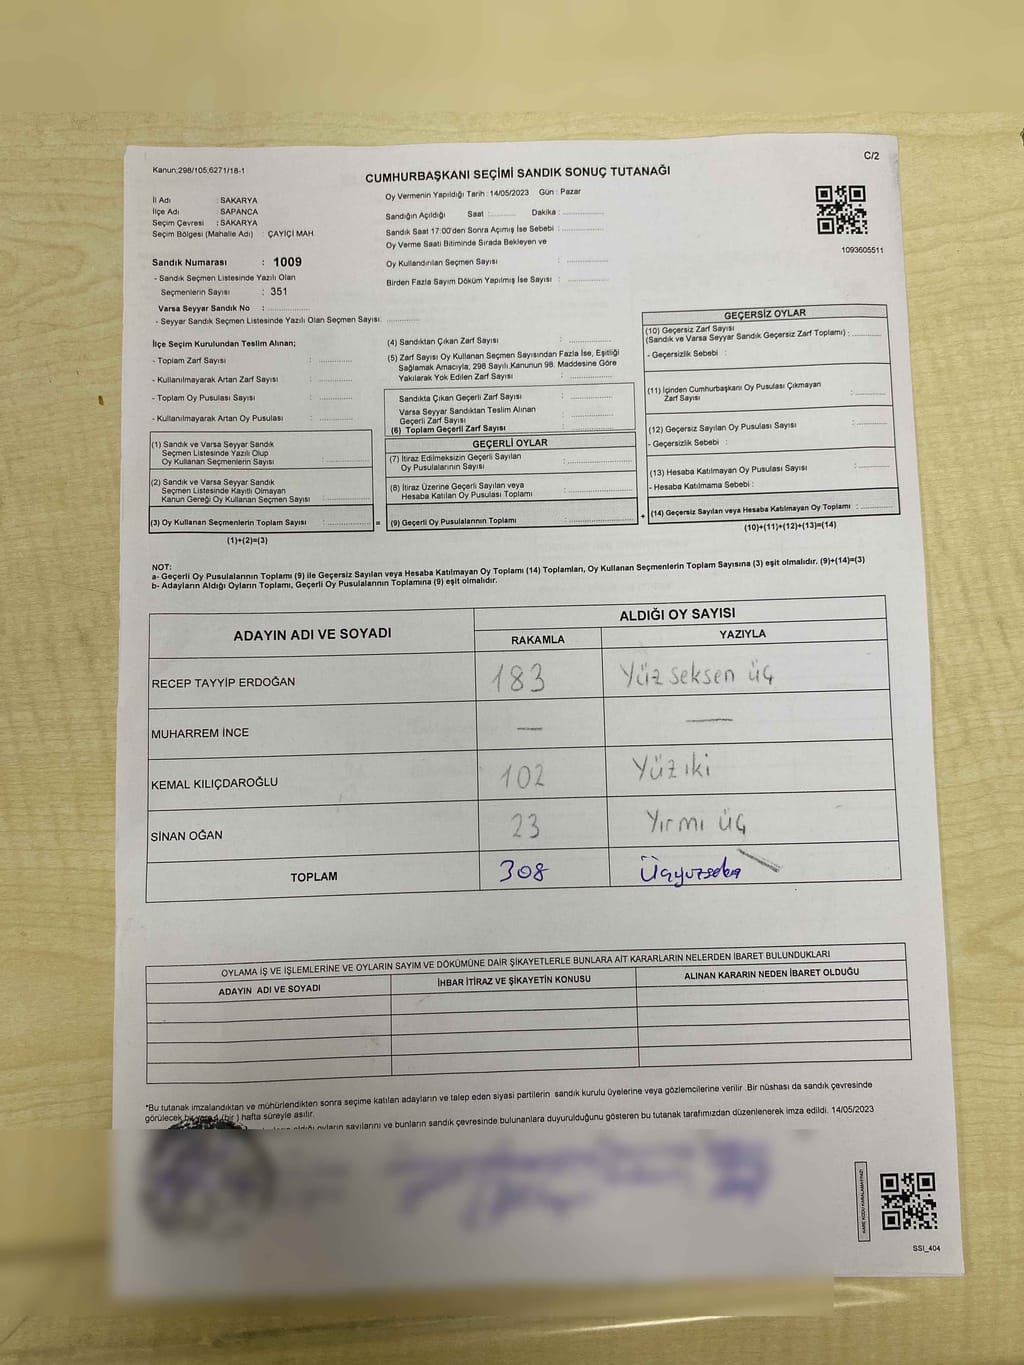 C/2
Kanun:298/105,6271/18-1
CUMHURBAŞKANI SEÇİMİ SANDIK SONUÇ TUTANAĞI
Oy Vermenin Yapıldığı Tarih : 14/05/2023 Gün : Pazar
İl Adı : SAKARYA
İlçe Adı : SAPANCA
Seçim Çevresi : SAKARYA
Seçim Bölgesi (Mahalle Adı) : ÇAYİÇİ MAH.
Sandık Numarası : 1009
- Sandık Seçmen Listesinde Yazılı Olan
Seçmenlerin Sayısı : 351
Varsa Seyyar Sandık No : ............
- Seyyar Sandık Seçmen Listesinde Yazılı Olan Seçmen Sayısı: ............
Sandığın Açıldığı Saat :............ Dakika :............
Sandık Saat 17:00'den Sonra Açımış İse Sebebi :............
Oy Verme Saati Bitiminde Sırada Bekleyen ve
Oy Kullandırılan Seçmen Sayısı : ............
Birden Fazla Sayım Döküm Yapılmış İse Sayısı : ............
1093605511
İlçe Seçim Kurulundan Teslim Alınan;
- Toplam Zarf Sayısı : ............
- Kullanılmayarak Artan Zarf Sayısı : ............
- Toplam Oy Pusulası Sayısı : ............
- Kullanılmayarak Artan Oy Pusulası : ............
(1) Sandık ve Varsa Seyyar Sandık
Seçmen Listesinde Yazılı Olup
Oy Kullanan Seçmenlerin Sayısı : ............
(2) Sandık ve Varsa Seyyar Sandık
Seçmen Listesinde Kayıtlı Olmayan
Kanun Gereği Oy Kullanan Seçmen Sayısı : ............
(3) Oy Kullanan Seçmenlerin Toplam Sayısı : ............ =
(1)+(2)=(3)
(4) Sandıktan Çıkan Zarf Sayısı : ............
(5) Zarf Sayısı Oy Kullanan Seçmen Sayısından Fazla İse, Eşitliği
Sağlamak Amacıyla; 298 Sayılı Kanunun 98. Maddesine Göre
Yakılarak Yok Edilen Zarf Sayısı : ............
Sandıkta Çıkan Geçerli Zarf Sayısı : ............
Varsa Seyyar Sandıktan Teslim Alınan
Geçerli Zarf Sayısı : ............
(6) Toplam Geçerli Zarf Sayısı : ............
GEÇERLİ OYLAR
(7) İtiraz Edilmeksizin Geçerli Sayılan
Oy Pusulalarının Sayısı : ............
(8) İtiraz Üzerine Geçerli Sayılan veya
Hesaba Katılan Oy Pusulası Toplamı : ............
(9) Geçerli Oy Pusulalarının Toplamı : ............ +
GEÇERSİZ OYLAR
(10) Geçersiz Zarf Sayısı
(Sandık ve Varsa Seyyar Sandık Geçersiz Zarf Toplamı) : ............
- Geçersizlik Sebebi :
(11) İçinden Cumhurbaşkanı Oy Pusulası Çıkmayan
Zarf Sayısı : ............
(12) Geçersiz Sayılan Oy Pusulası Sayısı : ............
- Geçersizlik Sebebi :
(13) Hesaba Katılmayan Oy Pusulası Sayısı : ............
- Hesaba Katılmama Sebebi :
(14) Geçersiz Sayılan veya Hesaba Katılmayan Oy Toplamı : ............
(10)+(11)+(12)+(13)=(14)
NOT:
a- Geçerli Oy Pusulalarının Toplamı (9) ile Geçersiz Sayılan veya Hesaba Katılmayan Oy Toplamı (14) Toplamları, Oy Kullanan Seçmenlerin Toplam Sayısına (3) eşit olmalıdır. (9)+(14)=(3)
b- Adayların Aldığı Oyların Toplamı, Geçerli Oy Pusulalarının Toplamına (9) eşit olmalıdır.
ADAYIN ADI VE SOYADI ALDIĞI OY SAYISI
RAKAMLA YAZIYLA
RECEP TAYYİP ERDOĞAN 183 Yüz seksen üç
MUHARREM İNCE — —
KEMAL KILIÇDAROĞLU 102 Yüziki
SİNAN OĞAN 23 Yirmi üç
TOPLAM 308
OYLAMA İŞ VE İŞLEMLERİNE VE OYLARIN SAYIM VE DÖKÜMÜNE DAİR ŞİKAYETLERLE BUNLARA AİT KARARLARIN NELERDEN İBARET BULUNDUKLARI
ADAYIN ADI VE SOYADI İHBAR İTİRAZ VE ŞİKAYETİN KONUSU ALINAN KARARIN NEDEN İBARET OLDUĞU
*Bu tutanak imzalandıktan ve mühürlendikten sonra seçime katılan adayların ve talep eden siyasi partilerin sandık kurulu üyelerine veya gözlemcilerine verilir .Bir nüshası da sandık çevresinde
görülecek bir yere 1 (bir ) hafta süreyle asılır.
oyların sayılarını ve bunların sandık çevresinde bulunanlara duyurulduğunu gösteren bu tutanak tarafımızdan düzenlenerek imza edildi. 14/05/2023
SSI_404